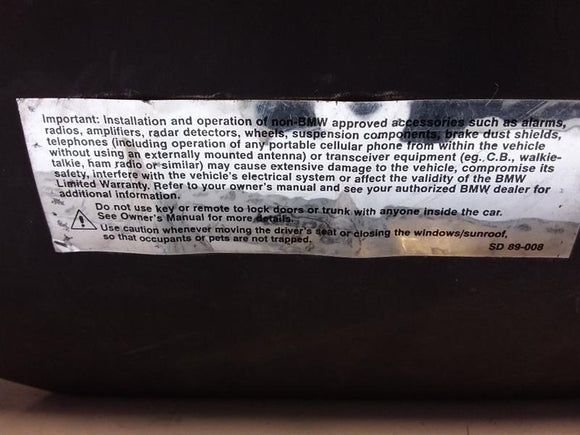 Important: Installation and operation of non-BMW approved accessories such as alarms,
radios, amplifiers, radar detectors, wheels, suspension components, brake dust shields,
telephones (including operation of any portable cellular phone from within the vehicle
without using an externally mounted antenna) or transceiver equipment (eg., C.B., walkie-
talkie, ham radio or similar) may cause extensive damage to the vehicle, compromise its
safety, interfere with the vehicle's electrical system or affect the validity of the BMW
Limited Warranty. Refer to your owner's manual and see your authorized BMW dealer for
additional information.
Do not use key or remote to lock doors or trunk with anyone inside the car.
See Owner's Manual for more details.
Use caution whenever moving the driver's seat or closing the windows/sunroof,
so that occupants or pets are not trapped.
SD 89-008